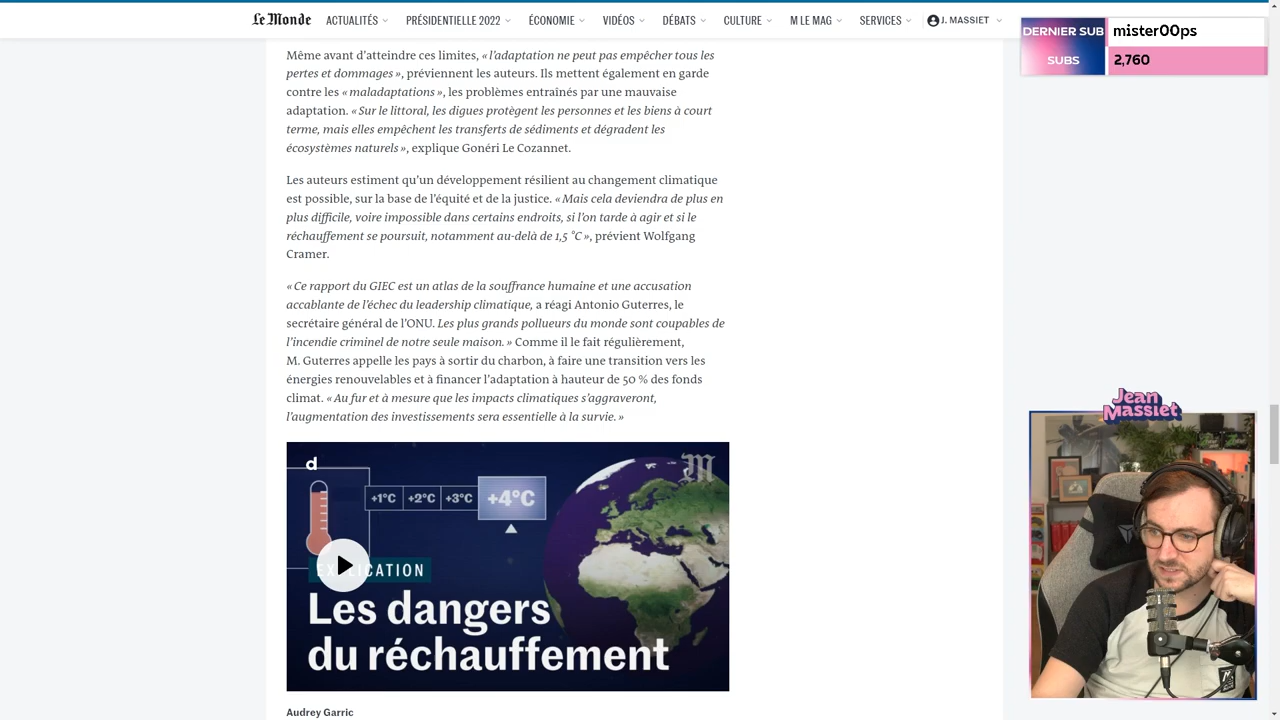 Le Monde ACTUALITÉS PRÉSIDENTIELLE 2022 ÉCONOMIE VIDÉOS DÉBATS CULTURE M LE MAG SERVICES J. MASSIET
DERNIER SUB mister00ps
SUBS 2,760
Même avant d’atteindre ces limites, « l’adaptation ne peut pas empêcher tous les
pertes et dommages », préviennent les auteurs. Ils mettent également en garde
contre les « maladaptations », les problèmes entraînés par une mauvaise
adaptation. « Sur le littoral, les digues protègent les personnes et les biens à court
terme, mais elles empêchent les transferts de sédiments et dégradent les
écosystèmes naturels », explique Gonéri Le Cozannet.
Les auteurs estiment qu’un développement résilient au changement climatique
est possible, sur la base de l’équité et de la justice. « Mais cela deviendra de plus en
plus difficile, voire impossible dans certains endroits, si l’on tarde à agir et si le
réchauffement se poursuit, notamment au-delà de 1,5 °C », prévient Wolfgang
Cramer.
« Ce rapport du GIEC est un atlas de la souffrance humaine et une accusation
accablante de l’échec du leadership climatique, a réagi Antonio Guterres, le
secrétaire général de l’ONU. Les plus grands pollueurs du monde sont coupables de
l’incendie criminel de notre seule maison. » Comme il le fait régulièrement,
M. Guterres appelle les pays à sortir du charbon, à faire une transition vers les
énergies renouvelables et à financer l’adaptation à hauteur de 50 % des fonds
climat. « Au fur et à mesure que les impacts climatiques s’aggraveront,
l’augmentation des investissements sera essentielle à la survie. »
Jean
Massiet
d M
+1°C +2°C +3°C +4°C
EXPLICATION
Les dangers
du réchauffement
Audrey Garric